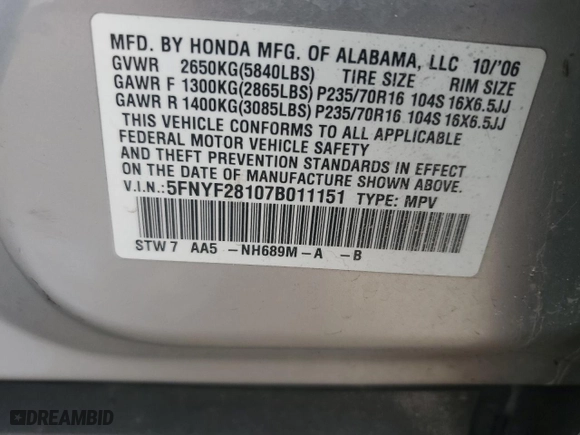 MFD. BY HONDA MFG. OF ALABAMA, LLC 10/'06
GVWR 2650KG(5840LBS) TIRE SIZE RIM SIZE
GAWR F 1300KG(2865LBS) P235/70R16 104S 16X6.5JJ
GAWR R 1400KG(3085LBS) P235/70R16 104S 16X6.5JJ
THIS VEHICLE CONFORMS TO ALL APPLICABLE
FEDERAL MOTOR VEHICLE SAFETY
AND THEFT PREVENTION STANDARDS IN EFFECT
ON THE DATE OF MANUFACTURE SHOWN ABOVE.
V.I.N.:5FNYF28107B011151 TYPE: MPV
STW7 AA5 -NH689M-A -B
DREAMBID